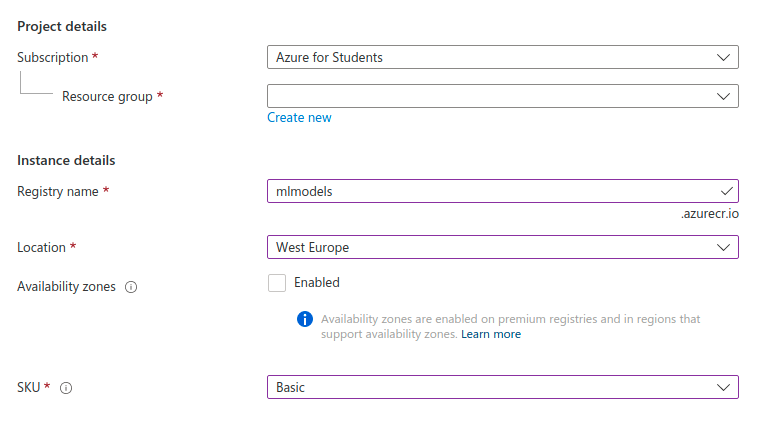 Project details
Subscription *
Azure for Students
Resource group *
Create new
Instance details
Registry name *
mlmodels
.azurecr.io
Location *
West Europe
Availability zones
Enabled
Availability zones are enabled on premium registries and in regions that
support availability zones. Learn more
SKU *
Basic